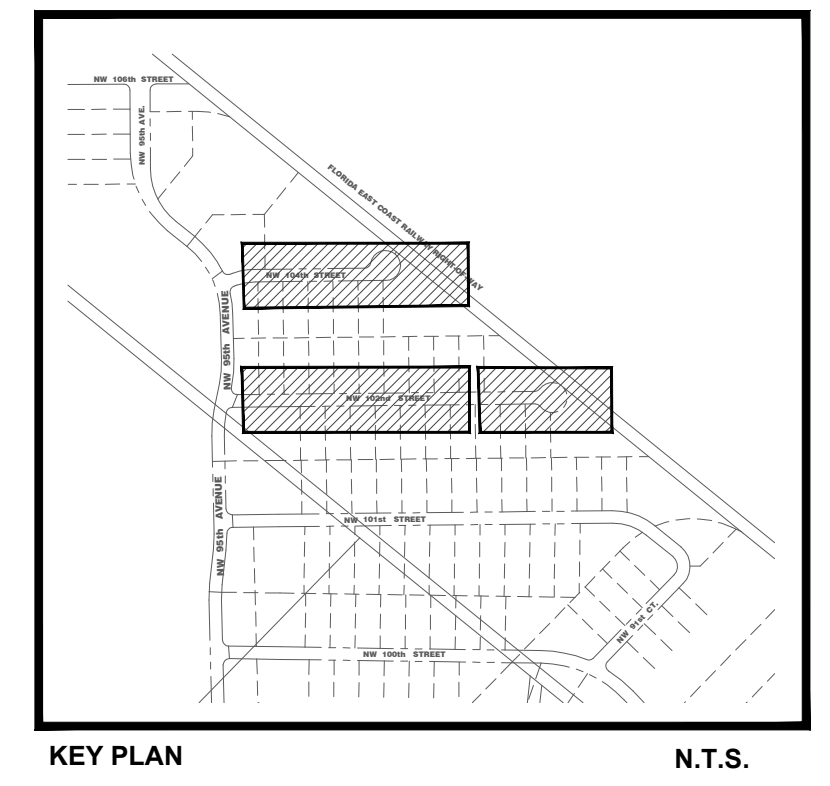 NW 106th STREET
NW 95th AVE.
FLORIDA EAST COAST RAILWAY RIGHT OF WAY
NW 104th STREET
NW 95th AVENUE
NW 102nd STREET
NW 95th AVENUE
NW 101st STREET
NW 91st CT.
NW 100th STREET
KEY PLAN
N.T.S.